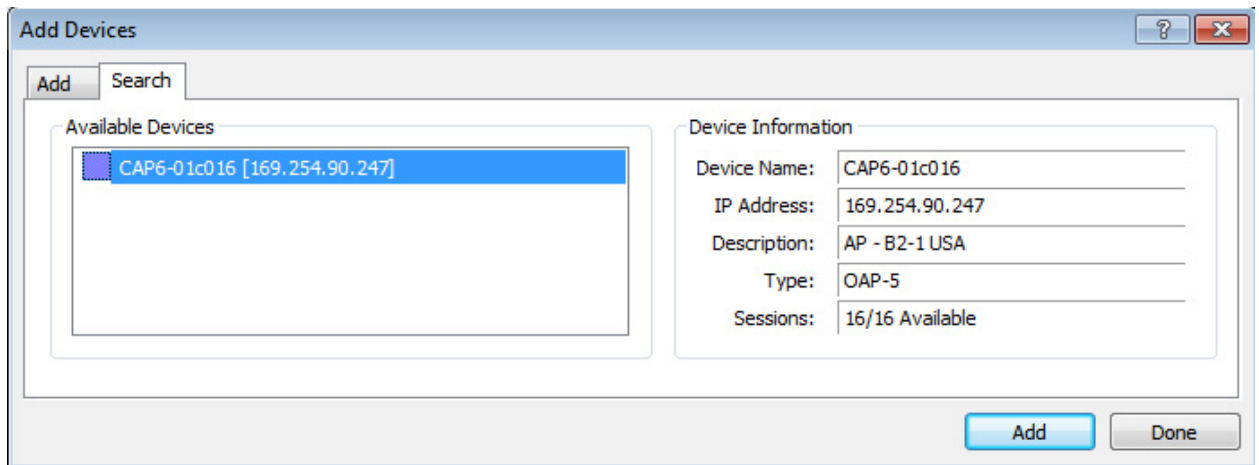 Add Devices
?
Add
Search
Available Devices
CAP6-01c016 [169.254.90.247]
Device Information
Device Name: CAP6-01c016
IP Address: 169.254.90.247
Description: AP - B2-1 USA
Type: OAP-5
Sessions: 16/16 Available
Add
Done